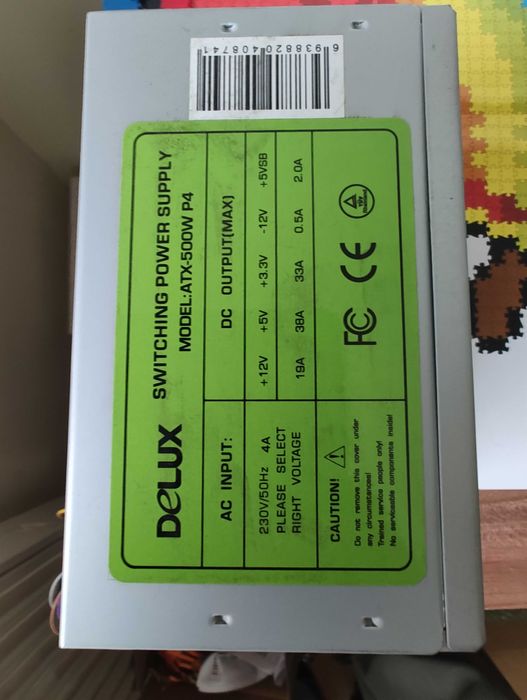 6 938820 408741
DELUX SWITCHING POWER SUPPLY
MODEL:ATX-500W P4
AC INPUT: DC OUTPUT(MAX)
230V/50Hz 4A +12V +5V +3.3V -12V +5VSB
PLEASE SELECT
RIGHT VOLTAGE 19A 38A 33A 0.5A 2.0A
CAUTION!
Do not remove this cover under
any circumstances!
Trained service people only!
No serviceable components inside!
FC CE
TÜV